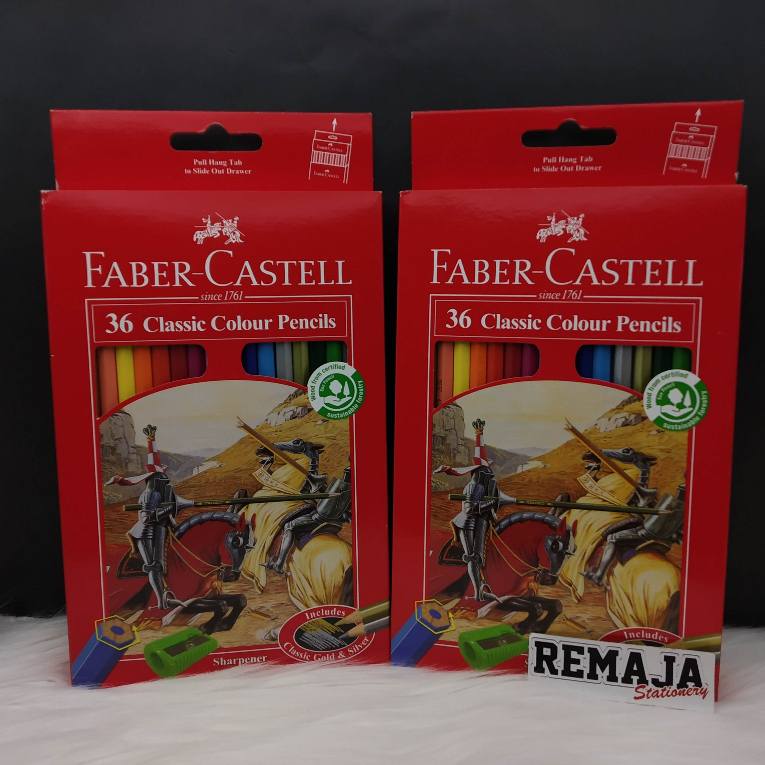 Pull Hang Tab
to Slide Out Drawer
FABER-CASTELL
since 1761
36 Classic Colour Pencils
Wood from certified
sustainable forestry
Sharpener
Includes
Classic Gold & Silver
Pull Hang Tab
to Slide Out Drawer
FABER-CASTELL
since 1761
36 Classic Colour Pencils
Wood from certified
sustainable forestry
Includes
REMAJA
Stationery